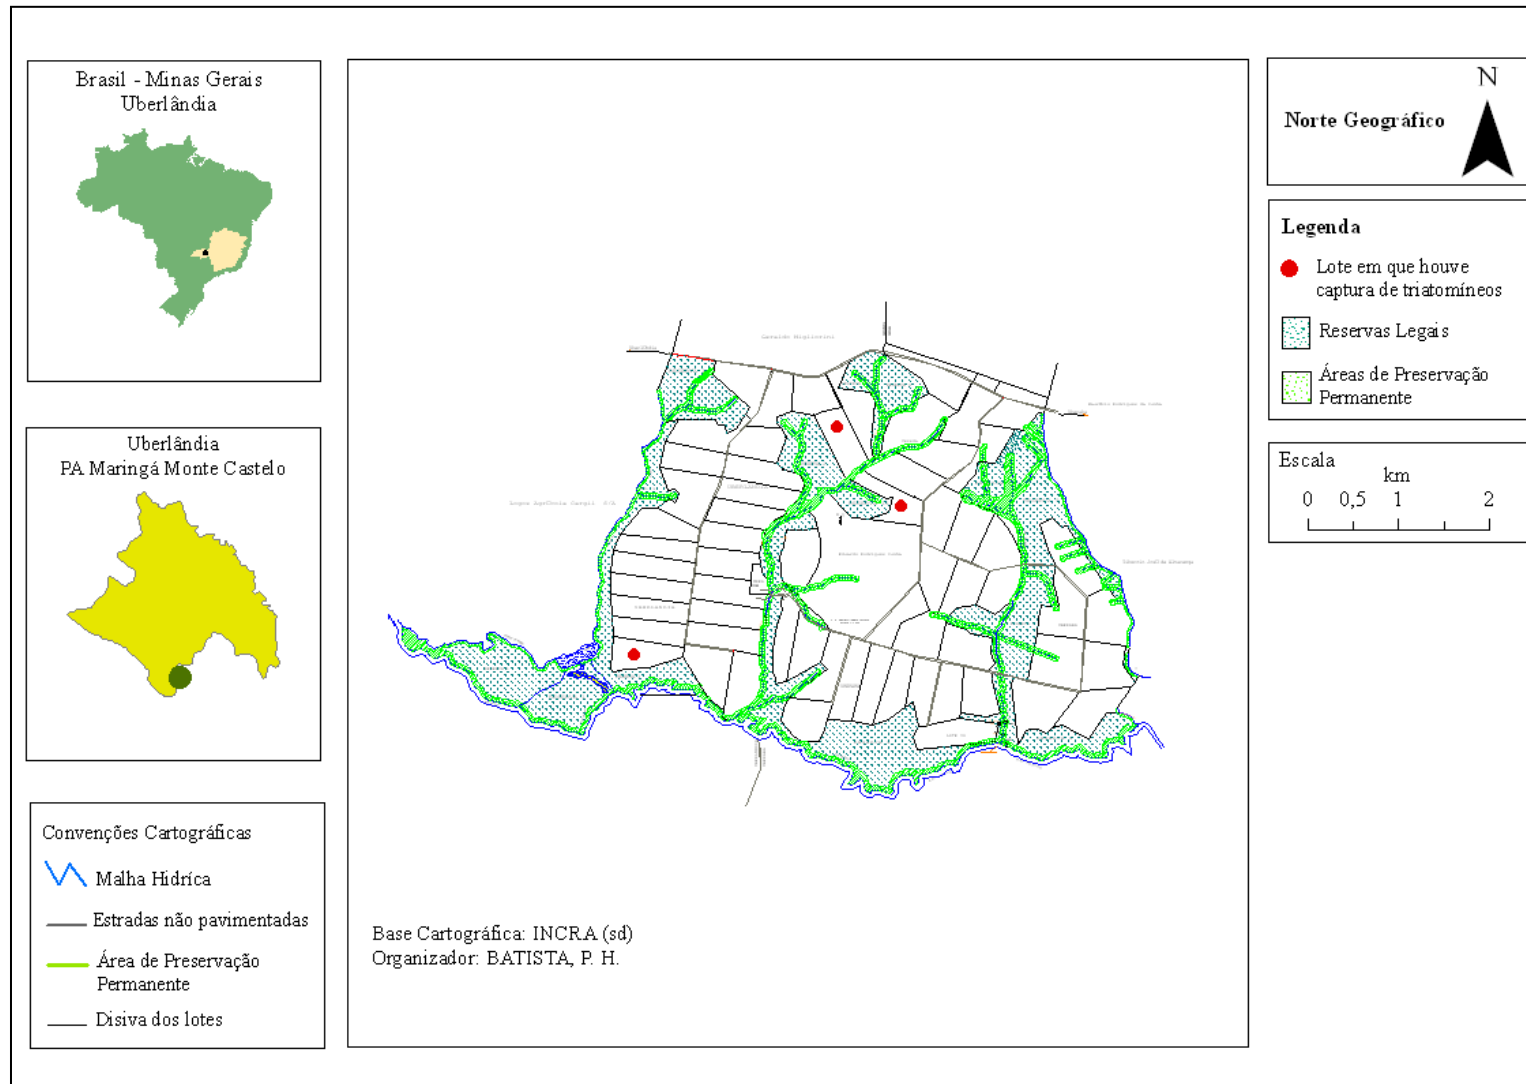 Brasil - Minas Gerais
Uberlândia
Uberlândia
PA Maringá Monte Castelo
Convenções Cartográficas
Malha Hidríca
Estradas não pavimentadas
Área de Preservação
Permanente
Disiva dos lotes
Base Cartográfica: INCRA (sd)
Organizador: BATISTA, P. H.
N
Norte Geográfico
Legenda
Lote em que houve
captura de triatomíneos
Reservas Legais
Áreas de Preservação
Permanente
Escala
km
0 0,5 1 2